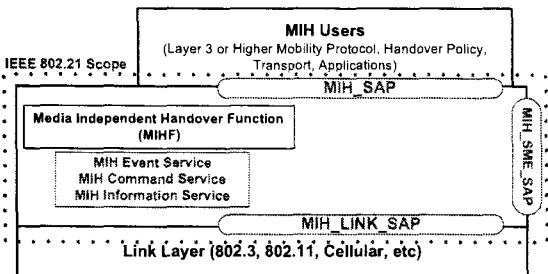 MIH Users
(Layer 3 or Higher Mobility Protocol, Handover Policy,
Transport, Applications)
IEEE 802.21 Scope
MIH_SAP
Media Independent Handover Function
(MIHF)
MIH Event Service
MIH Command Service
MIH Information Service
MIH_SME_SAP
MIH_LINK_SAP
Link Layer (802.3, 802.11, Cellular, etc)